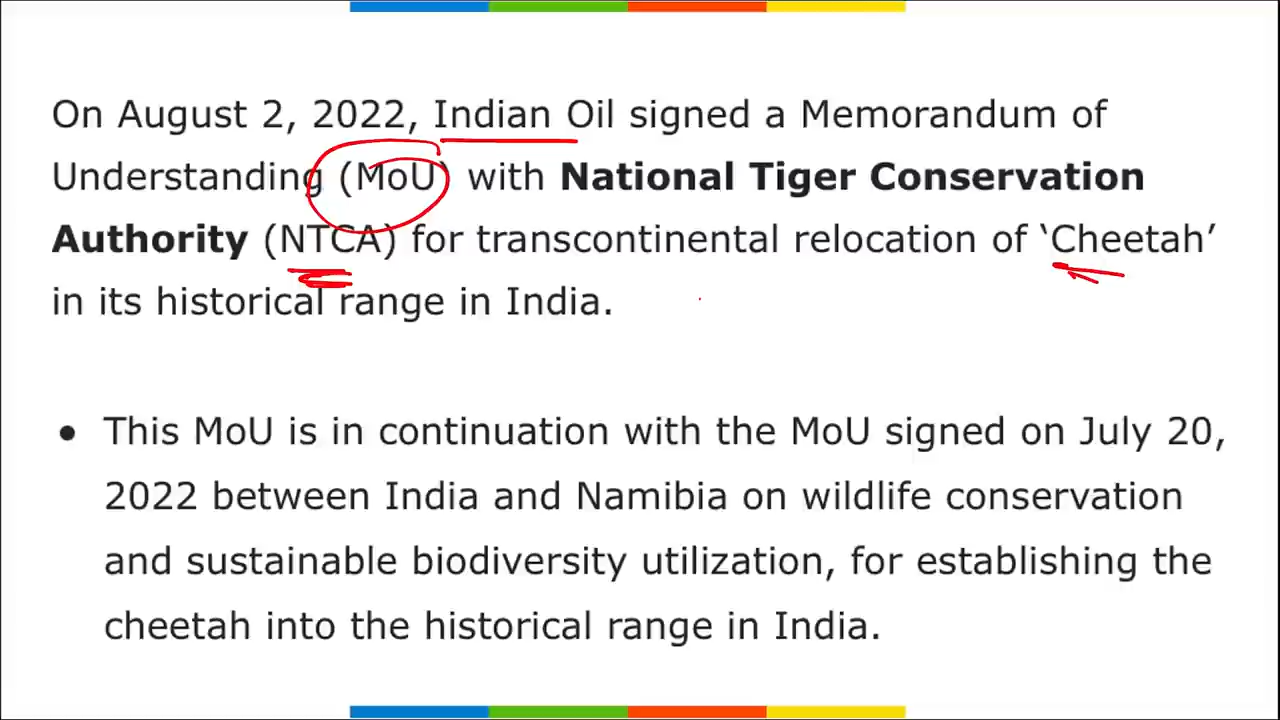 On August 2, 2022, Indian Oil signed a Memorandum of
Understanding (MoU) with National Tiger Conservation
Authority (NTCA) for transcontinental relocation of ‘Cheetah’
in its historical range in India.
• This MoU is in continuation with the MoU signed on July 20,
2022 between India and Namibia on wildlife conservation
and sustainable biodiversity utilization, for establishing the
cheetah into the historical range in India.